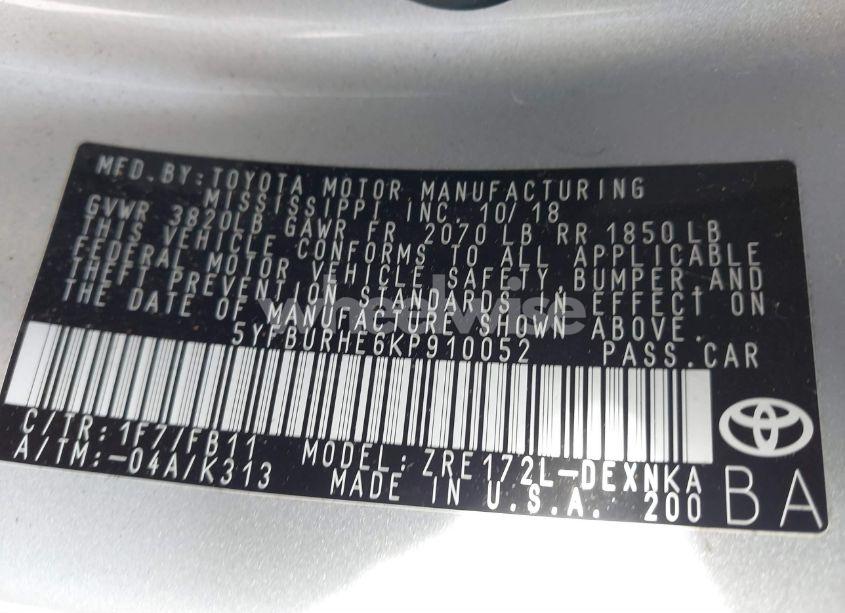 MFD. BY: TOYOTA MOTOR MANUFACTURING
MISSISSIPPI, INC. 10/18
GVWR 3820LB GAWR FR 2070 LB RR 1850 LB
THIS VEHICLE CONFORMS TO ALL APPLICABLE
FEDERAL MOTOR VEHICLE SAFETY,BUMPER,AND
THEFT PREVENTION STANDARDS IN EFFECT ON
THE DATE OF MANUFACTURE SHOWN ABOVE.
5YFBURHE6KP910052 PASS.CAR
C/TR: 1F7/FB11 MODEL: ZRE172L-DEXNKA
A/TM:-04A/K313 MADE IN U.S.A. 200 BA
wheelwise